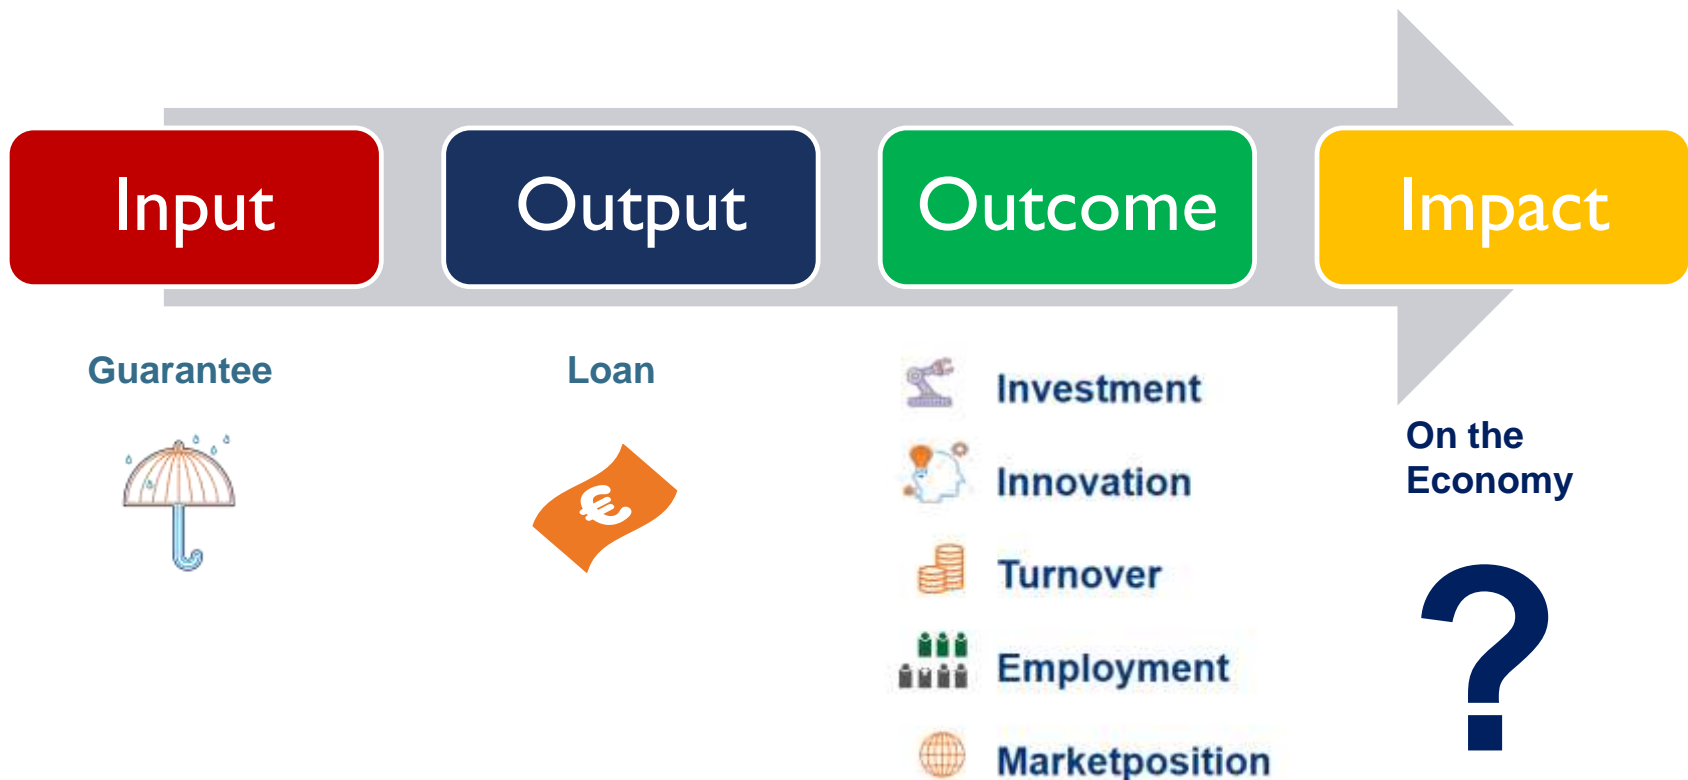 Input
Output
Outcome
Impact
Guarantee
Loan
€
Investment
Innovation
Turnover
Employment
Marketposition
On the
Economy
?